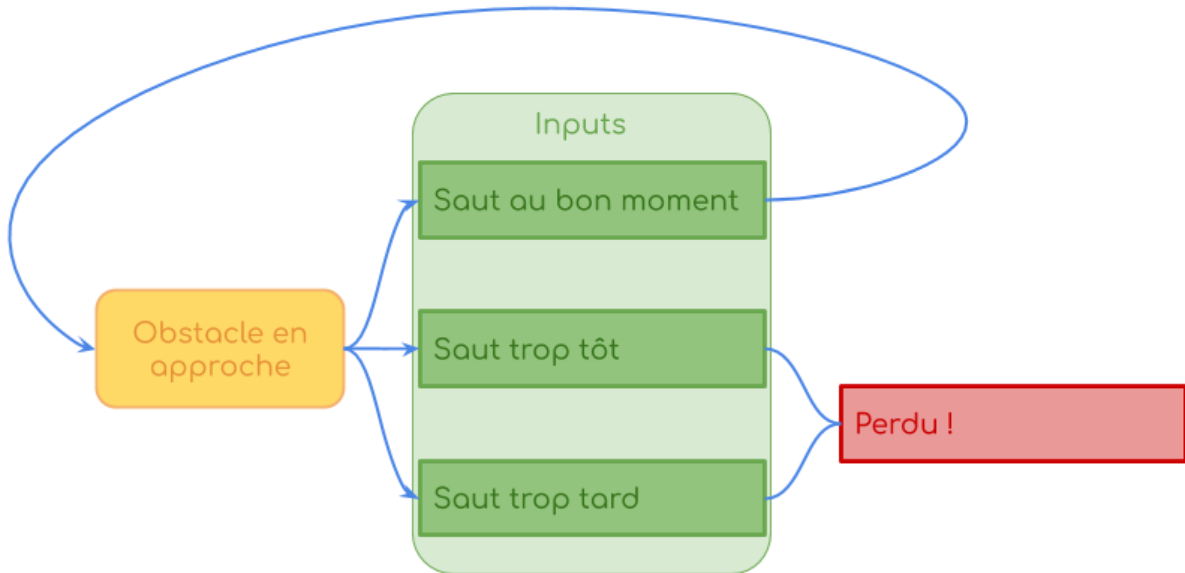 Inputs
Saut au bon moment
Obstacle en
approche
Saut trop tôt
Perdu !
Saut trop tard